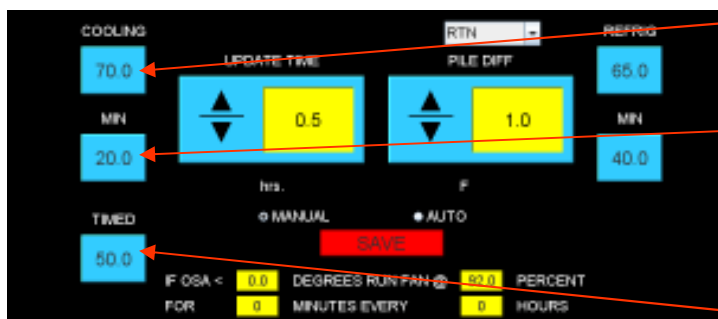 COOLING RTN REFRIG
70.0 UPDATE TIME PILE DIFF 65.0
0.5 1.0
MIN MIN
20.0 40.0
hrs. F
TIMED MANUAL AUTO
SAVE
50.0
IF OSA < 0.0 DEGREES RUN FAN @ 92.0 PERCENT
FOR 0 MINUTES EVERY 0 HOURS